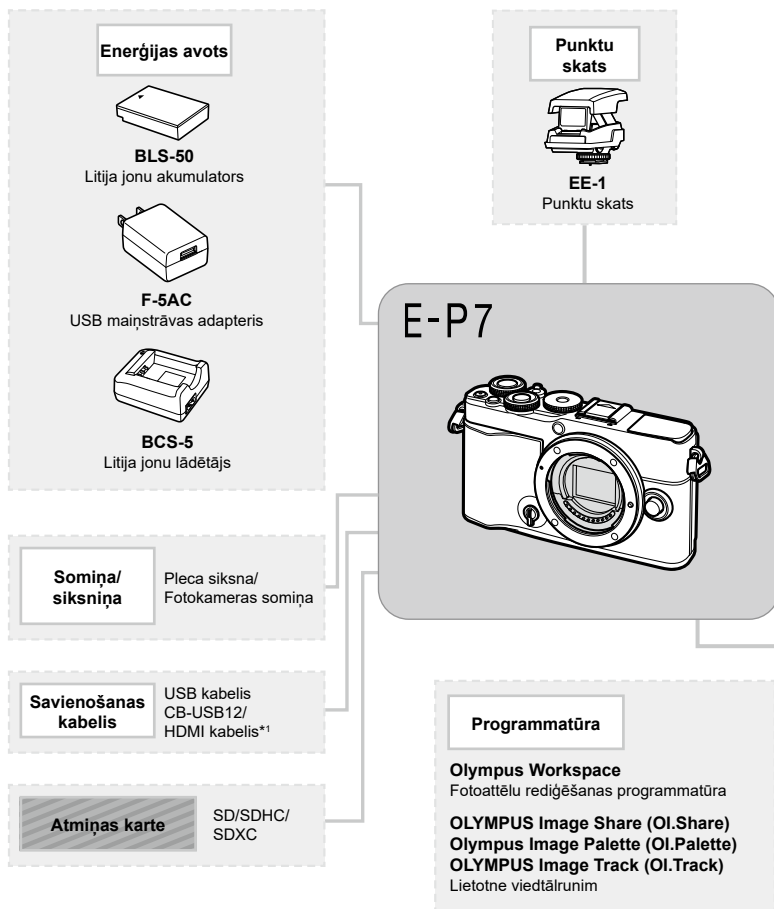 Enerģijas avots
BLS-50
Litija jonu akumulators
F-5AC
USB maiņstrāvas adapteris
BCS-5
Litija jonu lādētājs
Punktu
skats
EE-1
Punktu skats
E-P7
Somiņa/
siksniņa
Pleca siksna/
Fotokameras somiņa
Savienošanas
kabelis
USB kabelis
CB-USB12/
HDMI kabelis*1
Atmiņas karte
SD/SDHC/
SDXC
Programmatūra
Olympus Workspace
Fotoattēlu rediģēšanas programmatūra
OLYMPUS Image Share (OI.Share)
Olympus Image Palette (OI.Palette)
OLYMPUS Image Track (OI.Track)
Lietotne viedtālrunim